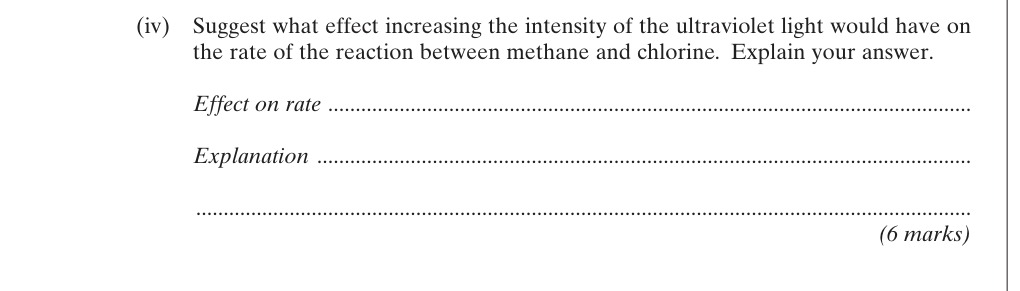 (iv) Suggest what effect increasing the intensity of the ultraviolet light would have on
the rate of the reaction between methane and chlorine. Explain your answer.
Effect on rate ................................................................................
Explanation ................................................................................
................................................................................
(6 marks)